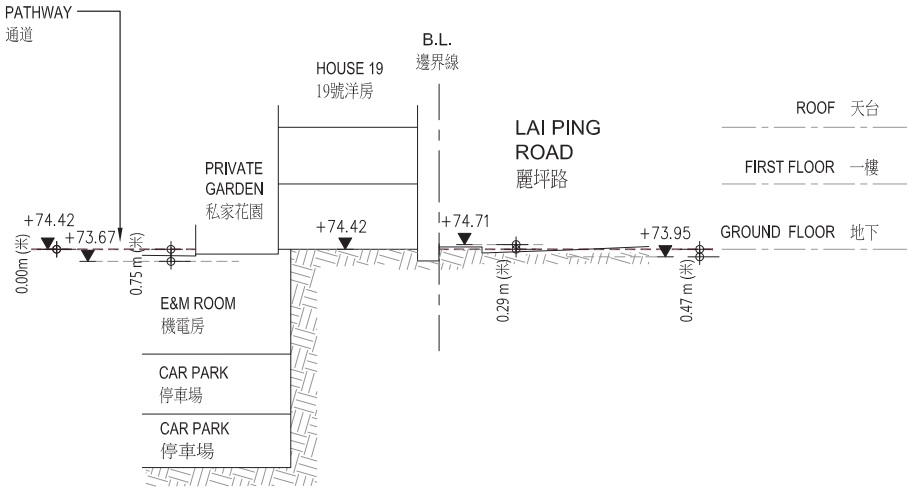 PATHWAY
通道
B.L.
邊界線
HOUSE 19
19號洋房
ROOF 天台
LAI PING
ROAD
麗坪路
PRIVATE
GARDEN
私家花園
FIRST FLOOR 一樓
+74.42
+73.67
+74.42
+74.71
+73.95
GROUND FLOOR 地下
0.00m (米)
0.75 m (米)
0.29 m (米)
0.47 m (米)
E&M ROOM
機電房
CAR PARK
停車場
CAR PARK
停車場